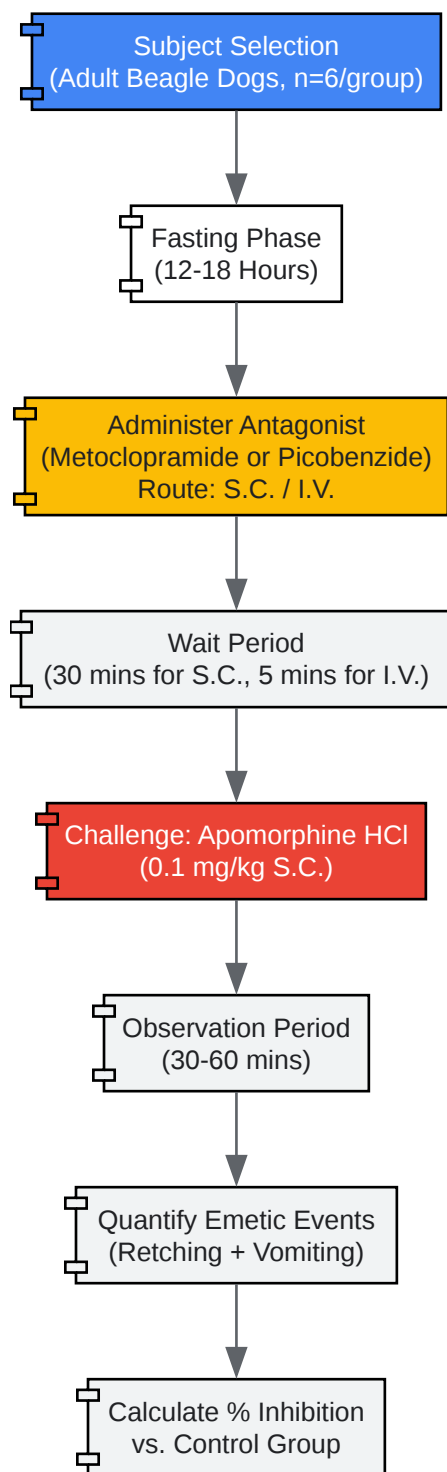 Subject Selection
(Adult Beagle Dogs, n=6/group)
Fasting Phase
(12-18 Hours)
Administer Antagonist
(Metoclopramide or Picobenzide)
Route: S.C. / I.V.
Wait Period
(30 mins for S.C., 5 mins for I.V.)
Challenge: Apomorphine HCl
(0.1 mg/kg S.C.)
Observation Period
(30-60 mins)
Quantify Emetic Events
(Retching + Vomiting)
Calculate % Inhibition
vs. Control Group